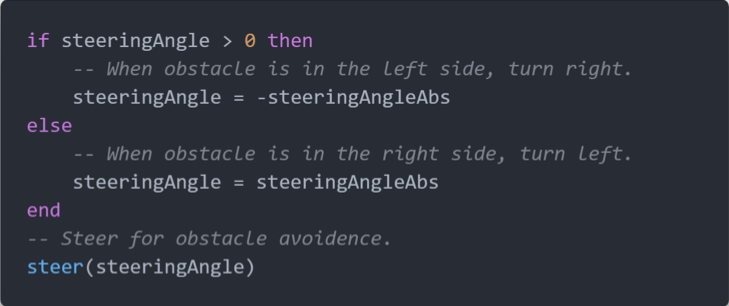 if steeringAngle > 0 then
    -- When obstacle is in the left side, turn right.
    steeringAngle = -steeringAngleAbs
else
    -- When obstacle is in the right side, turn left.
    steeringAngle = steeringAngleAbs
end
-- Steer for obstacle avoidence.
steer(steeringAngle)